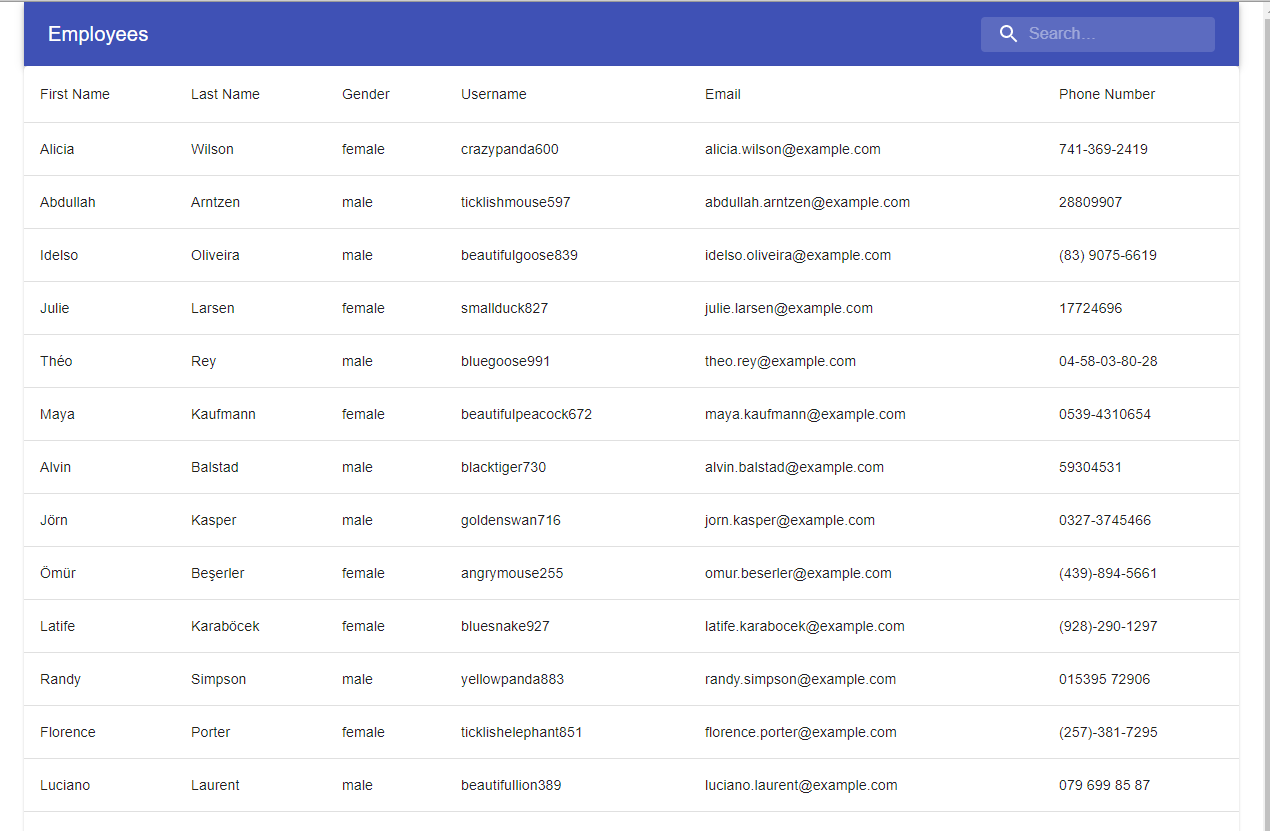 Employees Search...
First Name Last Name Gender Username Email Phone Number
Alicia Wilson female crazypanda600 alicia.wilson@example.com 741-369-2419
Abdullah Arntzen male ticklishmouse597 abdullah.arntzen@example.com 28809907
Idelso Oliveira male beautifulgoose839 idelso.oliveira@example.com (83) 9075-6619
Julie Larsen female smallduck827 julie.larsen@example.com 17724696
Théo Rey male bluegoose991 theo.rey@example.com 04-58-03-80-28
Maya Kaufmann female beautifulpeacock672 maya.kaufmann@example.com 0539-4310654
Alvin Balstad male blacktiger730 alvin.balstad@example.com 59304531
Jörn Kasper male goldenswan716 jorn.kasper@example.com 0327-3745466
Ömür Beşerler female angrymouse255 omur.beserler@example.com (439)-894-5661
Latife Karaböcek female bluesnake927 latife.karabocek@example.com (928)-290-1297
Randy Simpson male yellowpanda883 randy.simpson@example.com 015395 72906
Florence Porter female ticklishelephant851 florence.porter@example.com (257)-381-7295
Luciano Laurent male beautifullion389 luciano.laurent@example.com 079 699 85 87